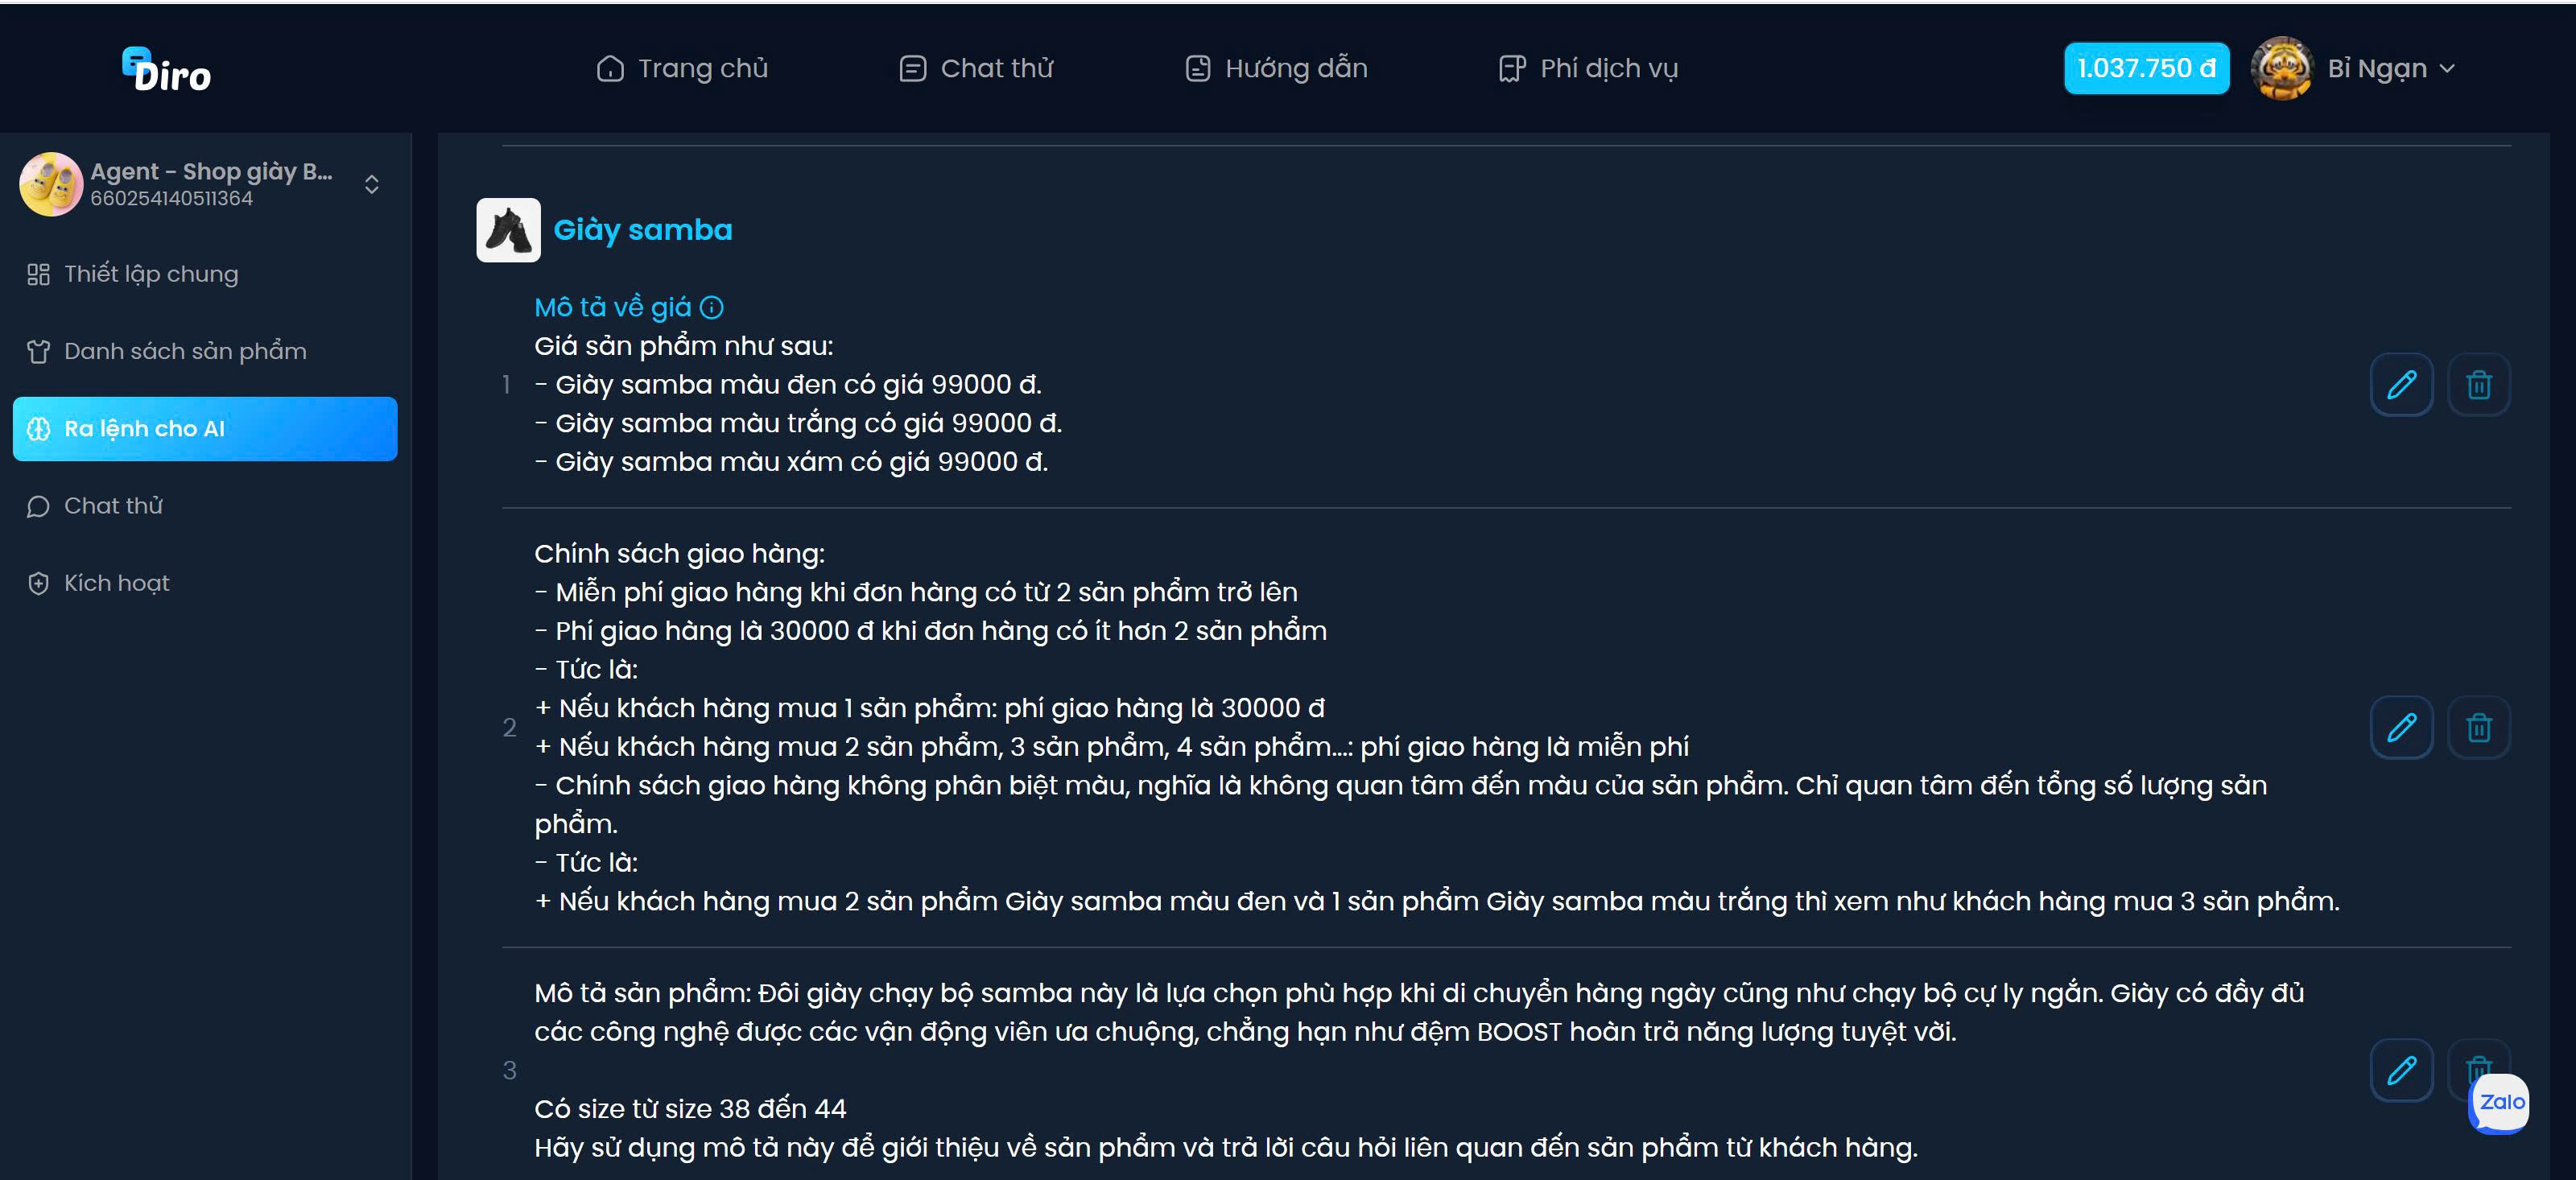 Diro
Trang chủ
Chat thử
Hướng dẫn
Phí dịch vụ
1.037.750 đ
Bỉ Ngạn
Agent - Shop giày B...
660254140511364
Thiết lập chung
Danh sách sản phẩm
Ra lệnh cho AI
Chat thử
Kích hoạt
Giày samba
Mô tả về giá
Giá sản phẩm như sau:
1
- Giày samba màu đen có giá 99000 đ.
- Giày samba màu trắng có giá 99000 đ.
- Giày samba màu xám có giá 99000 đ.
Chính sách giao hàng:
- Miễn phí giao hàng khi đơn hàng có từ 2 sản phẩm trở lên
- Phí giao hàng là 30000 đ khi đơn hàng có ít hơn 2 sản phẩm
- Tức là:
+ Nếu khách hàng mua 1 sản phẩm: phí giao hàng là 30000 đ
2
+ Nếu khách hàng mua 2 sản phẩm, 3 sản phẩm, 4 sản phẩm...: phí giao hàng là miễn phí
- Chính sách giao hàng không phân biệt màu, nghĩa là không quan tâm đến màu của sản phẩm. Chỉ quan tâm đến tổng số lượng sản
phẩm.
- Tức là:
+ Nếu khách hàng mua 2 sản phẩm Giày samba màu đen và 1 sản phẩm Giày samba màu trắng thì xem như khách hàng mua 3 sản phẩm.
Mô tả sản phẩm: Đôi giày chạy bộ samba này là lựa chọn phù hợp khi di chuyển hàng ngày cũng như chạy bộ cự ly ngắn. Giày có đầy đủ
các công nghệ được các vận động viên ưa chuộng, chẳng hạn như đệm BOOST hoàn trả năng lượng tuyệt vời.
3
Có size từ size 38 đến 44
Hãy sử dụng mô tả này để giới thiệu về sản phẩm và trả lời câu hỏi liên quan đến sản phẩm từ khách hàng.
Zalo